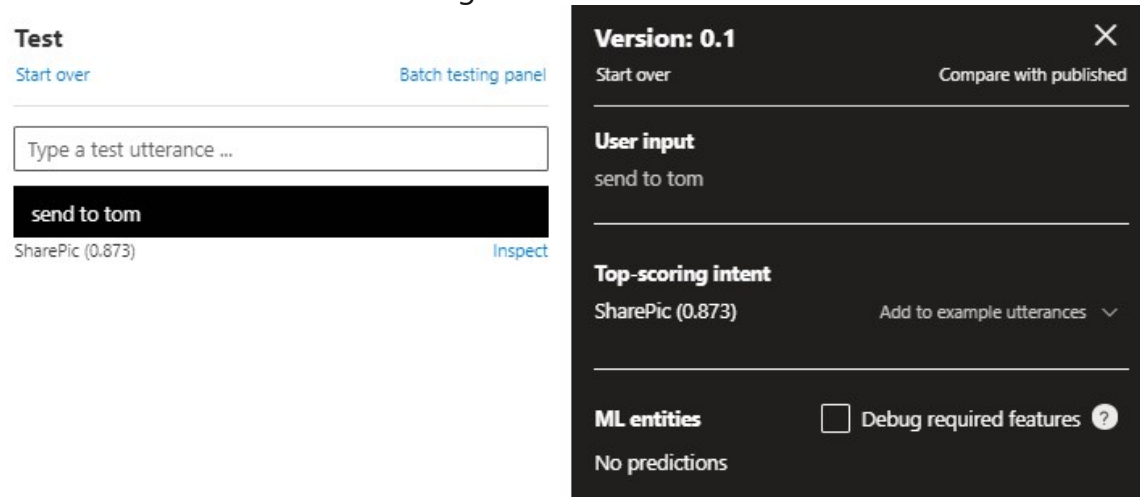 Test
Start over
Batch testing panel
Type a test utterance ...
send to tom
SharePic (0.873)
Inspect
Version: 0.1
Start over
Compare with published
User input
send to tom
Top-scoring intent
SharePic (0.873)
Add to example utterances
ML entities
Debug required features ?
No predictions